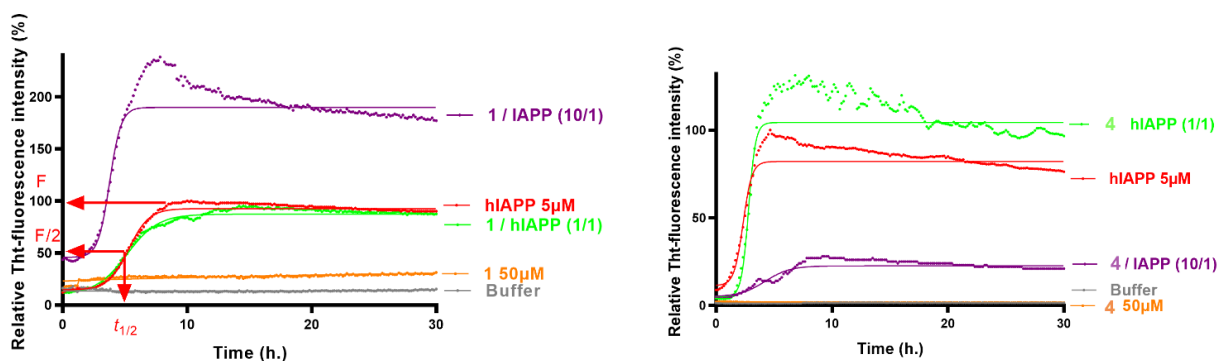 Relative Tht-fluorescence intensity (%)
200
150
100
50
0
F
F/2
t1/2
0
10
20
30
Time (h.)
1 / IAPP (10/1)
hIAPP 5µM
1 / hIAPP (1/1)
1 50µM
Buffer
Relative Tht-fluorescence intensity (%)
100
50
0
0
10
20
30
Time (h.)
4 hIAPP (1/1)
hIAPP 5µM
4 / IAPP (10/1)
Buffer
4 50µM